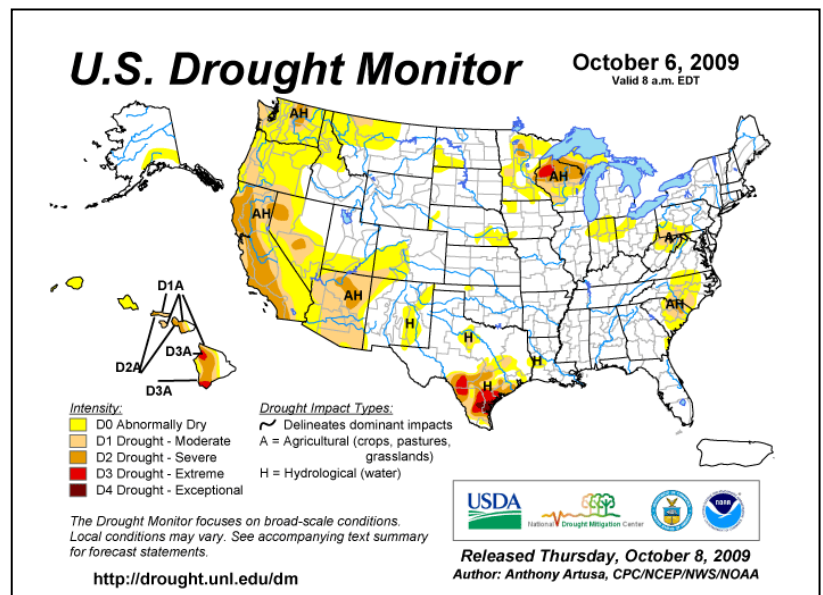 U.S. Drought Monitor
October 6, 2009
Valid 8 a.m. EDT
AH
AH
AH
A
AH
AH
H
H
H
H
D1A
D2A
D3A
D3A
Intensity:
D0 Abnormally Dry
D1 Drought - Moderate
D2 Drought - Severe
D3 Drought - Extreme
D4 Drought - Exceptional
Drought Impact Types:
Delineates dominant impacts
A = Agricultural (crops, pastures,
grasslands)
H = Hydrological (water)
The Drought Monitor focuses on broad-scale conditions.
Local conditions may vary. See accompanying text summary
for forecast statements.
http://drought.unl.edu/dm
USDA
National Drought Mitigation Center
NOAA
Released Thursday, October 8, 2009
Author: Anthony Artusa, CPC/NCEP/NWS/NOAA